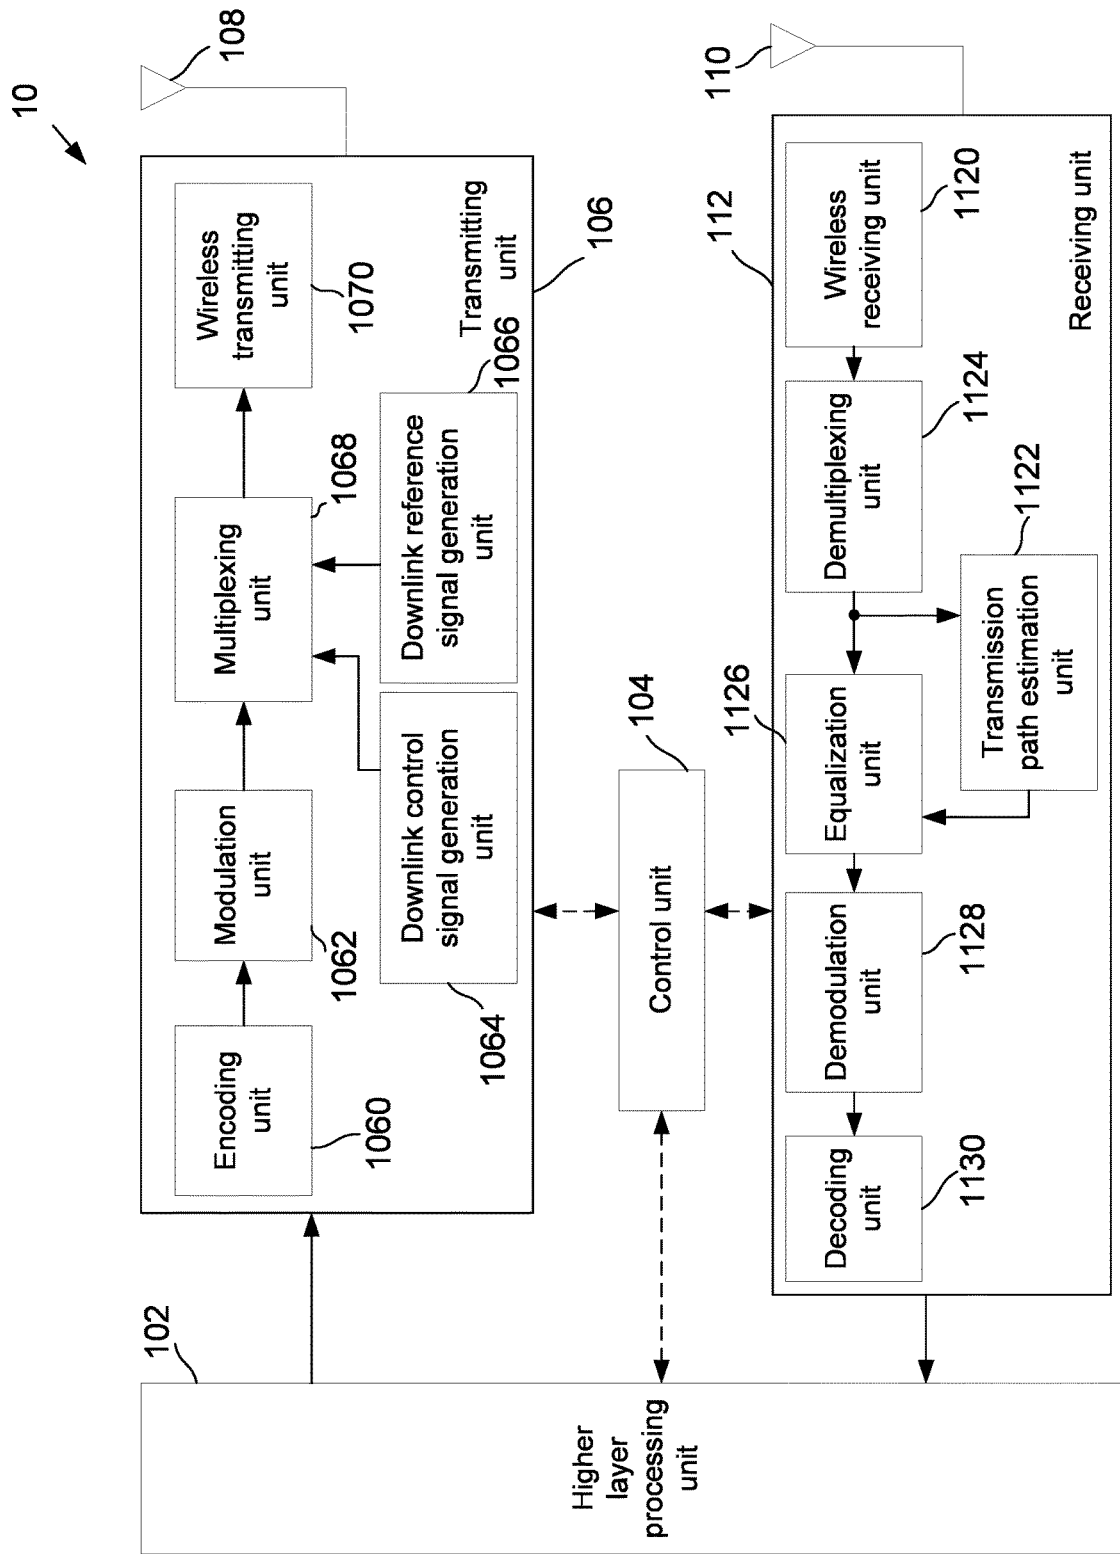 10
108
Wireless
transmitting
unit
1070
Multiplexing
unit
1068
Modulation
unit
1062
Encoding
unit
1060
Downlink reference
signal generation
unit
1066
Downlink control
signal generation
unit
1064
Transmitting
unit
106
102
Higher
layer
processing
unit
Control unit
104
110
112
Wireless
receiving unit
1120
Demultiplexing
unit
1124
Transmission
path estimation
unit
1122
Equalization
unit
1126
Demodulation
unit
1128
Decoding
unit
1130
Receiving unit